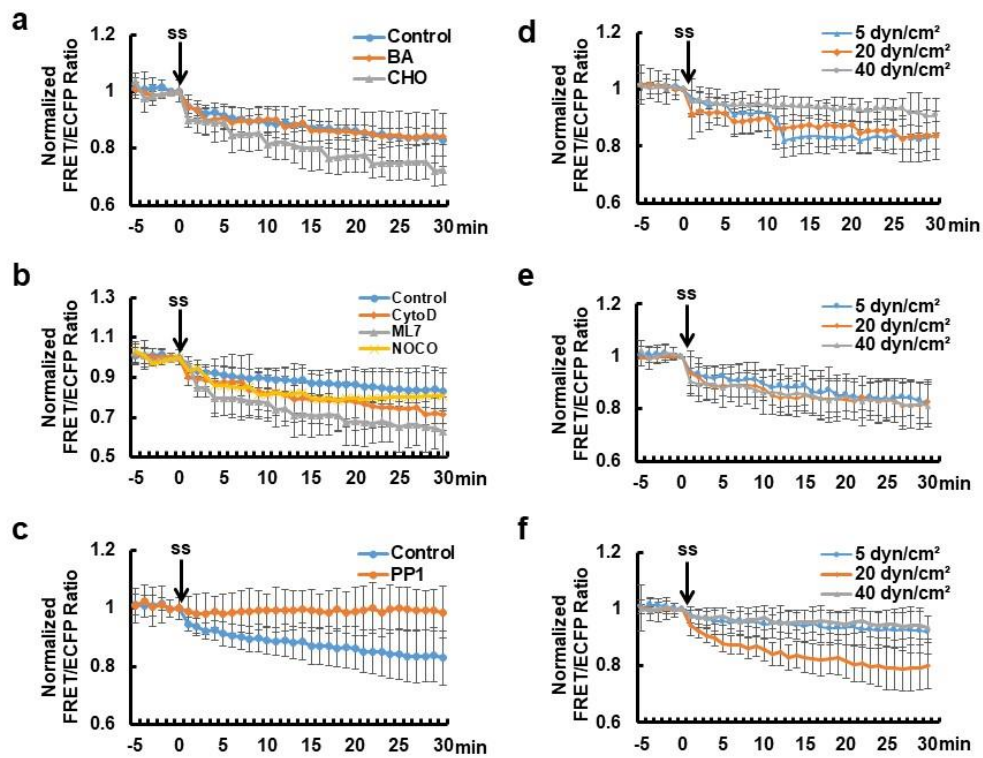 a
1.2
1
0.8
0.6
Normalized
FRET/ECFP Ratio
ss
Control
BA
CHO
-5 0 5 10 15 20 25 30 min
b
1.3
1.1
0.9
0.7
0.5
Normalized
FRET/ECFP Ratio
ss
Control
CytoD
ML7
NOCO
-5 0 5 10 15 20 25 30 min
c
1.2
1
0.8
0.6
Normalized
FRET/ECFP Ratio
ss
Control
PP1
-5 0 5 10 15 20 25 30 min
d
1.2
1
0.8
0.6
Normalized
FRET/ECFP Ratio
ss
5 dyn/cm²
20 dyn/cm²
40 dyn/cm²
-5 0 5 10 15 20 25 30 min
e
1.2
1
0.8
0.6
Normalized
FRET/ECFP Ratio
ss
5 dyn/cm²
20 dyn/cm²
40 dyn/cm²
-5 0 5 10 15 20 25 30 min
f
1.2
1
0.8
0.6
Normalized
FRET/ECFP Ratio
ss
5 dyn/cm²
20 dyn/cm²
40 dyn/cm²
-5 0 5 10 15 20 25 30 min